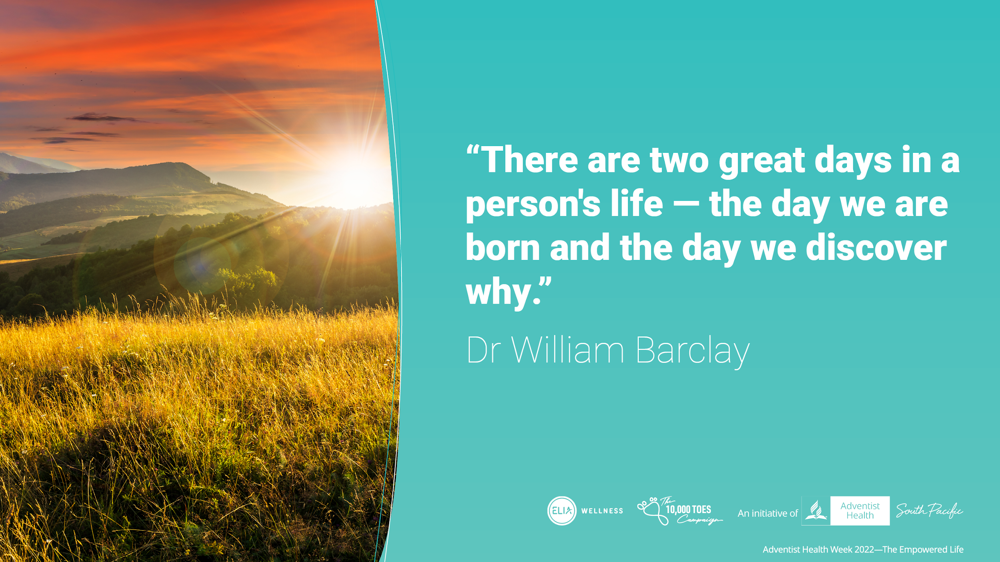 “There are two great days in a
person's life — the day we are
born and the day we discover
why.”
Dr William Barclay
ELIA WELLNESS
The
10,000 TOES
Campaign
An initiative of
Adventist
Health
South Pacific
Adventist Health Week 2022—The Empowered Life